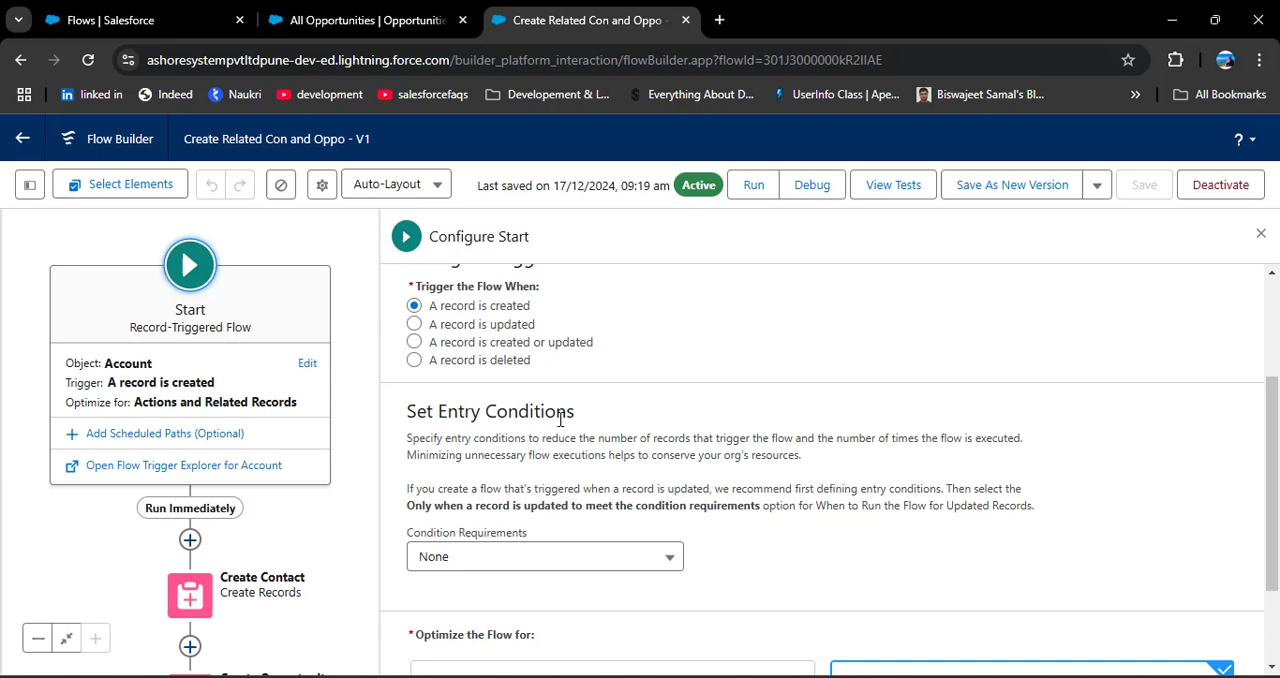 Flows | Salesforce
All Opportunities | Opportuniti
Create Related Con and Oppo -
ashoresystempvtltdpune-dev-ed.lightning.force.com/builder_platform_interaction/flowBuilder.app?flowId=301J3000000kR2IIAE
linked in
Indeed
Naukri
development
salesforcefaqs
Developement & L...
Everything About D...
UserInfo Class | Ape...
Biswajeet Samal's Bl...
»
All Bookmarks
Flow Builder
Create Related Con and Oppo - V1
?
Select Elements
Auto-Layout
Last saved on 17/12/2024, 09:19 am
Active
Run
Debug
View Tests
Save As New Version
Save
Deactivate
Start
Record-Triggered Flow
Object: Account
Edit
Trigger: A record is created
Optimize for: Actions and Related Records
Add Scheduled Paths (Optional)
Open Flow Trigger Explorer for Account
Run Immediately
Create Contact
Create Records
Configure Start
*Trigger the Flow When:
A record is created
A record is updated
A record is created or updated
A record is deleted
Set Entry Conditions
Specify entry conditions to reduce the number of records that trigger the flow and the number of times the flow is executed.
Minimizing unnecessary flow executions helps to conserve your org's resources.
If you create a flow that's triggered when a record is updated, we recommend first defining entry conditions. Then select the
Only when a record is updated to meet the condition requirements option for When to Run the Flow for Updated Records.
Condition Requirements
None
*Optimize the Flow for: